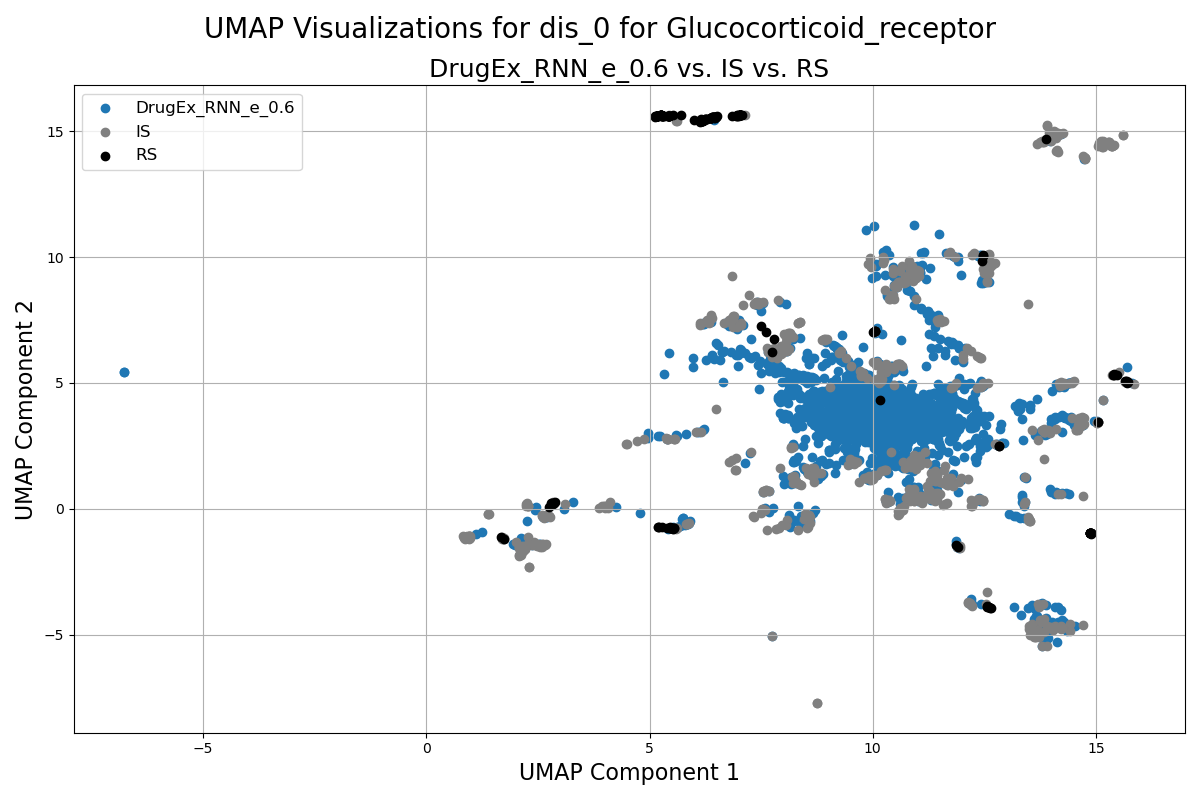 UMAP Visualizations for dis_0 for Glucocorticoid_receptor
DrugEx_RNN_e_0.6 vs. IS vs. RS
DrugEx_RNN_e_0.6
IS
RS
15
10
5
0
−5
UMAP Component 2
−5
0
5
10
15
UMAP Component 1